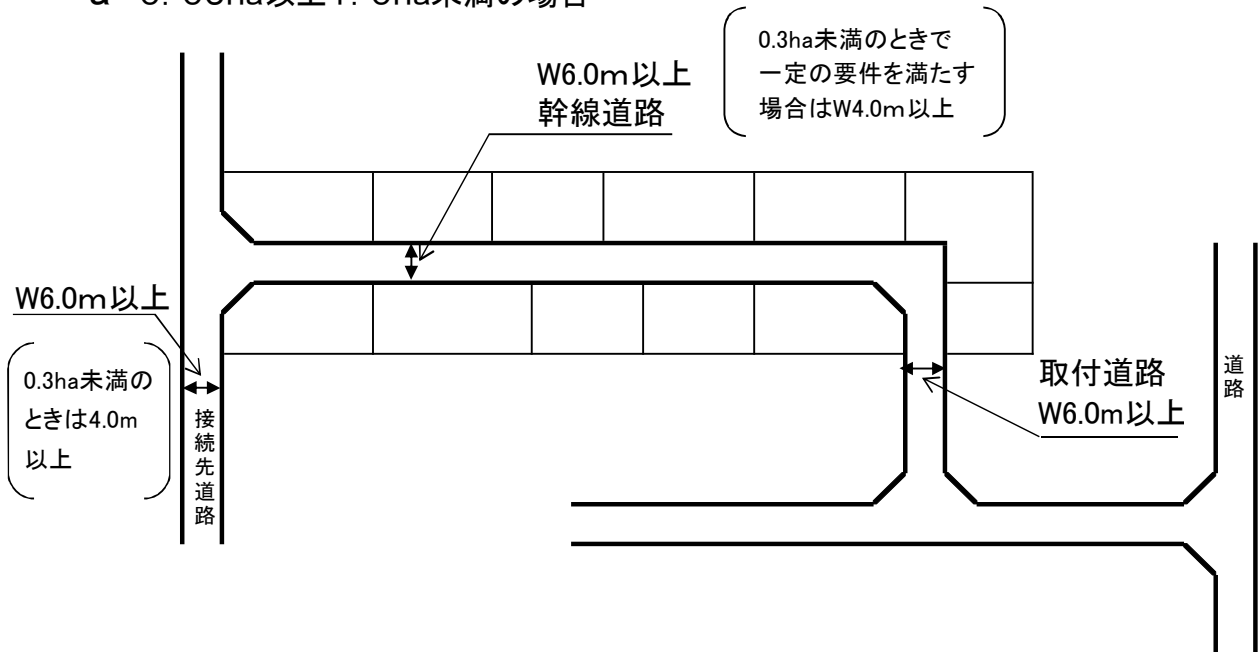 0.3ha未満のときで
一定の要件を満たす
場合はW4.0ｍ以上
W6.0ｍ以上
幹線道路
W6.0ｍ以上
0.3ha未満の
ときは4.0m
以上
接続先道路
取付道路
W6.0ｍ以上
道路